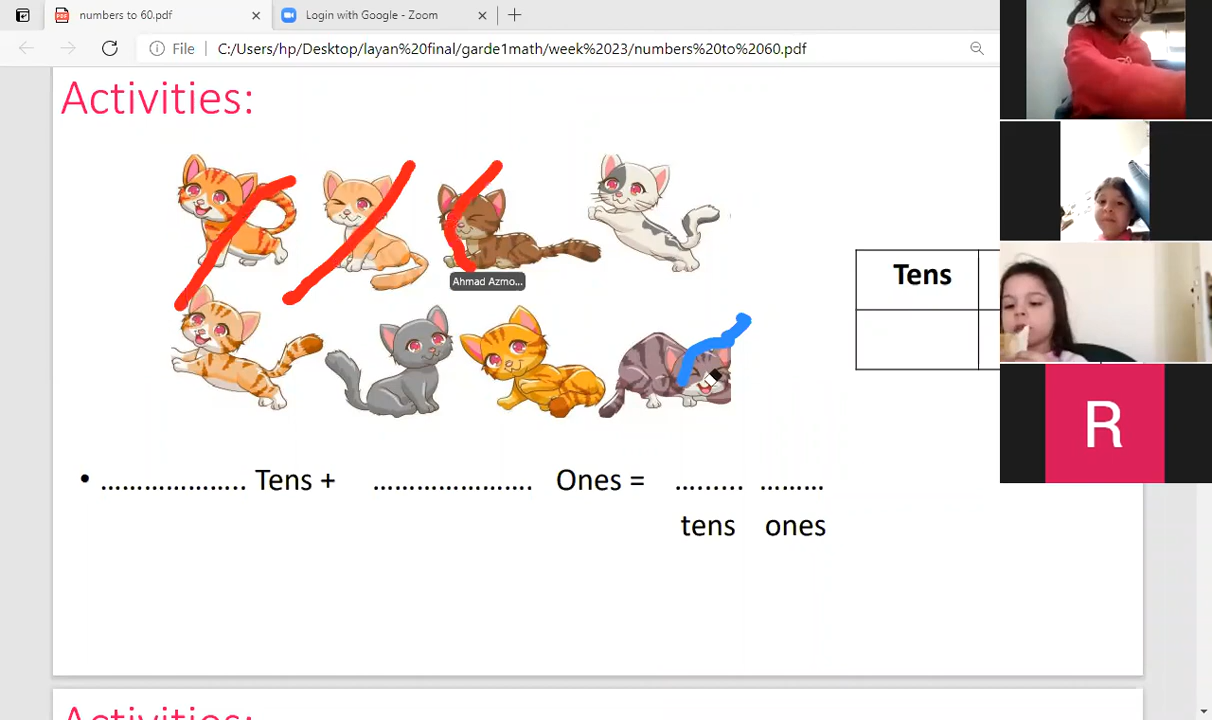 numbers to 60.pdf
Login with Google - Zoom
File
C:/Users/hp/Desktop/layan%20final/garde1math/week%2023/numbers%20to%2060.pdf
Activities:
Ahmad Azmo...
Tens
R
• ……………….. Tens + …………………. Ones = …..... ………
tens ones